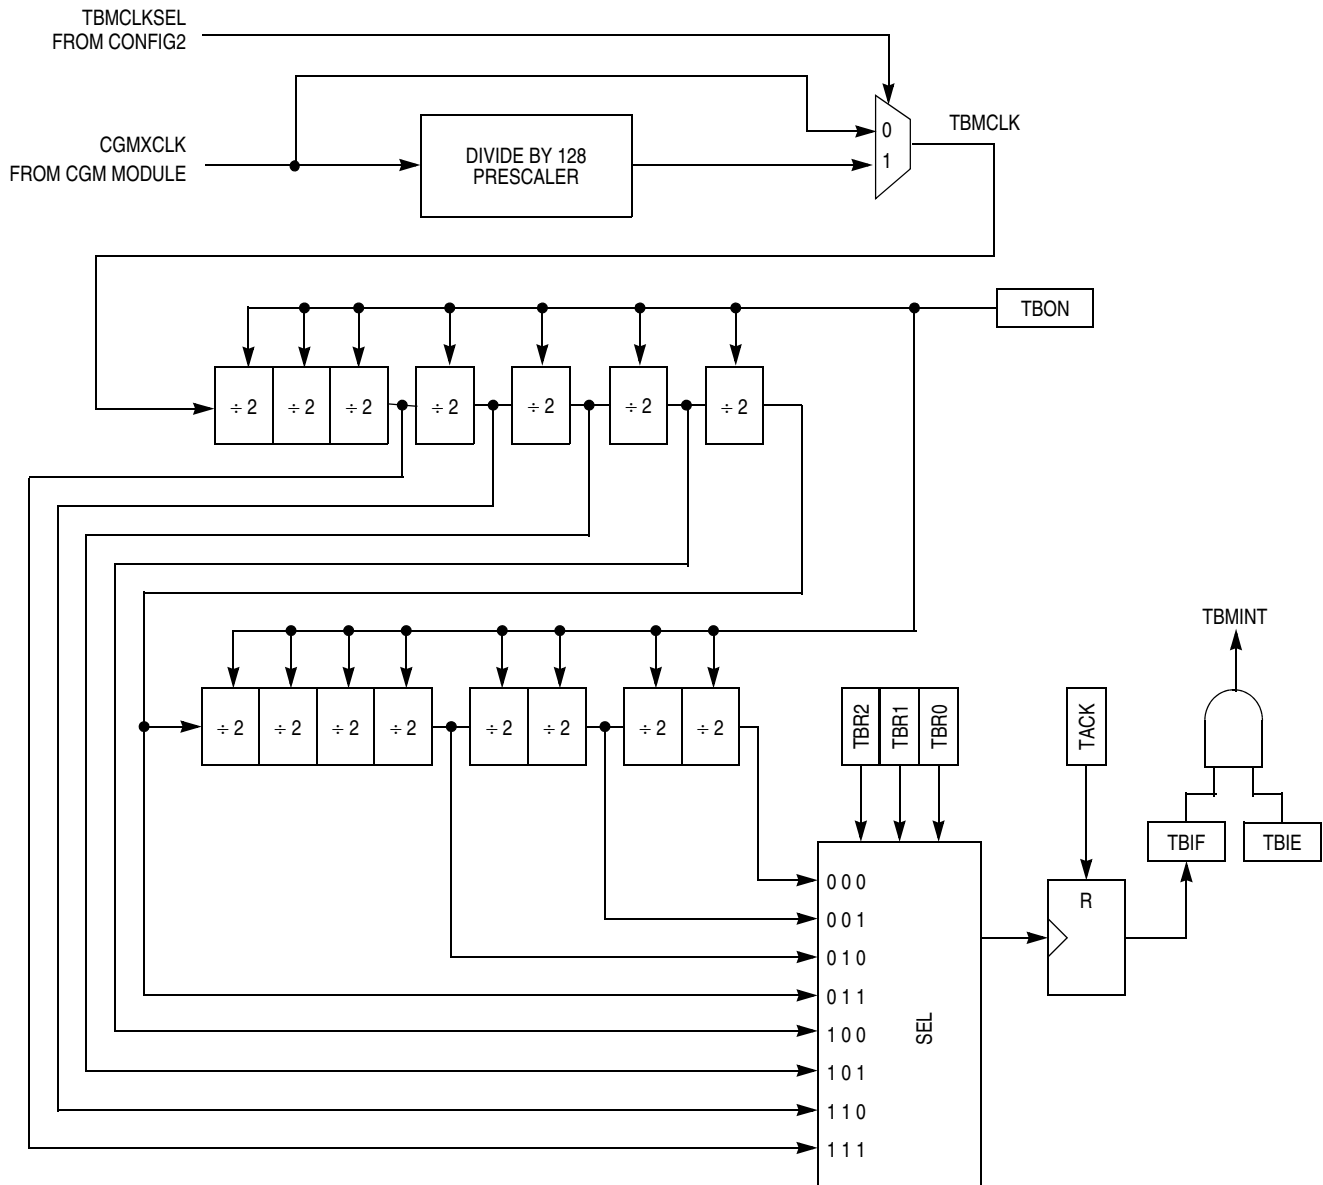 TBMCLKSEL
FROM CONFIG2
CGMXCLK
FROM CGM MODULE
DIVIDE BY 128
PRESCALER
0
1
TBMCLK
TBON
÷ 2
÷ 2
÷ 2
÷ 2
÷ 2
÷ 2
÷ 2
TBMINT
÷ 2
÷ 2
÷ 2
÷ 2
÷ 2
÷ 2
÷ 2
÷ 2
TBR2
TBR1
TBR0
TACK
TBIF
TBIE
R
0 0 0
0 0 1
0 1 0
0 1 1
1 0 0
1 0 1
1 1 0
1 1 1
SEL